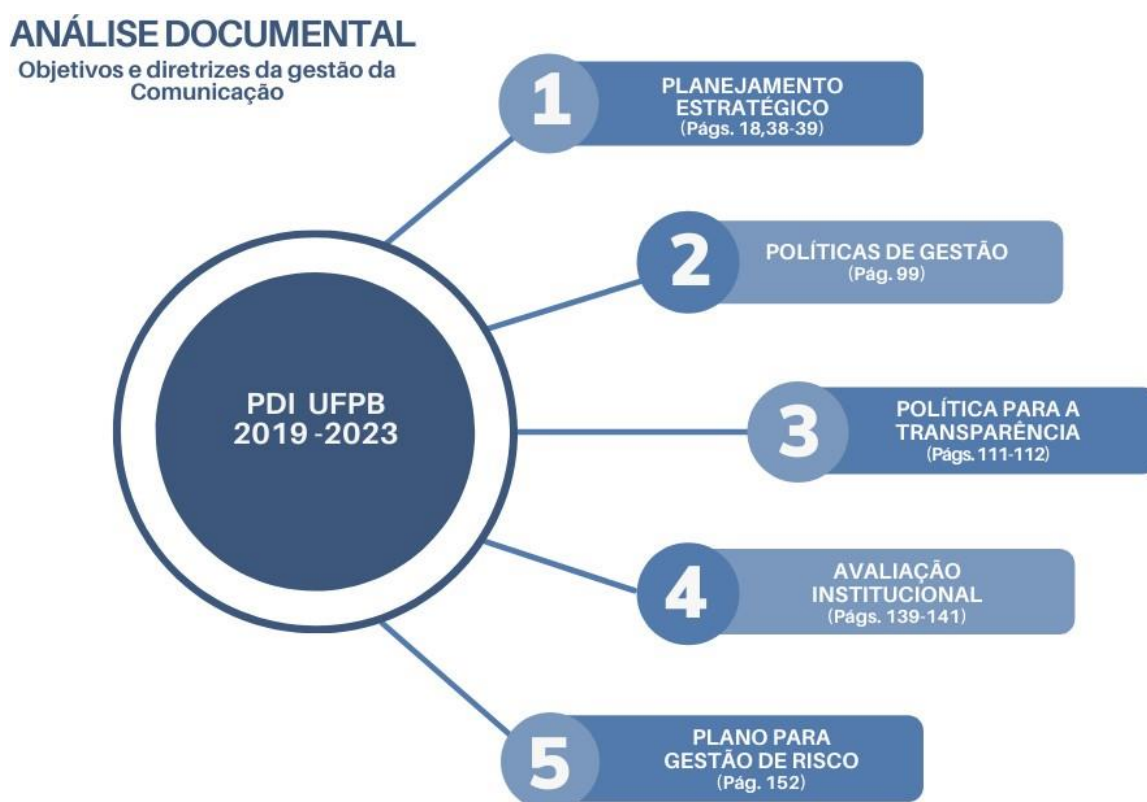 ANÁLISE DOCUMENTAL
Objetivos e diretrizes da gestão da
Comunicação
PDI UFPB
2019 -2023
1
PLANEJAMENTO
ESTRATÉGICO
(Págs. 18,38-39)
2
POLÍTICAS DE GESTÃO
(Pág. 99)
3
POLÍTICA PARA A
TRANSPARÊNCIA
(Págs. 111-112)
4
AVALIAÇÃO
INSTITUCIONAL
(Págs. 139-141)
5
PLANO PARA
GESTÃO DE RISCO
(Pág. 152)